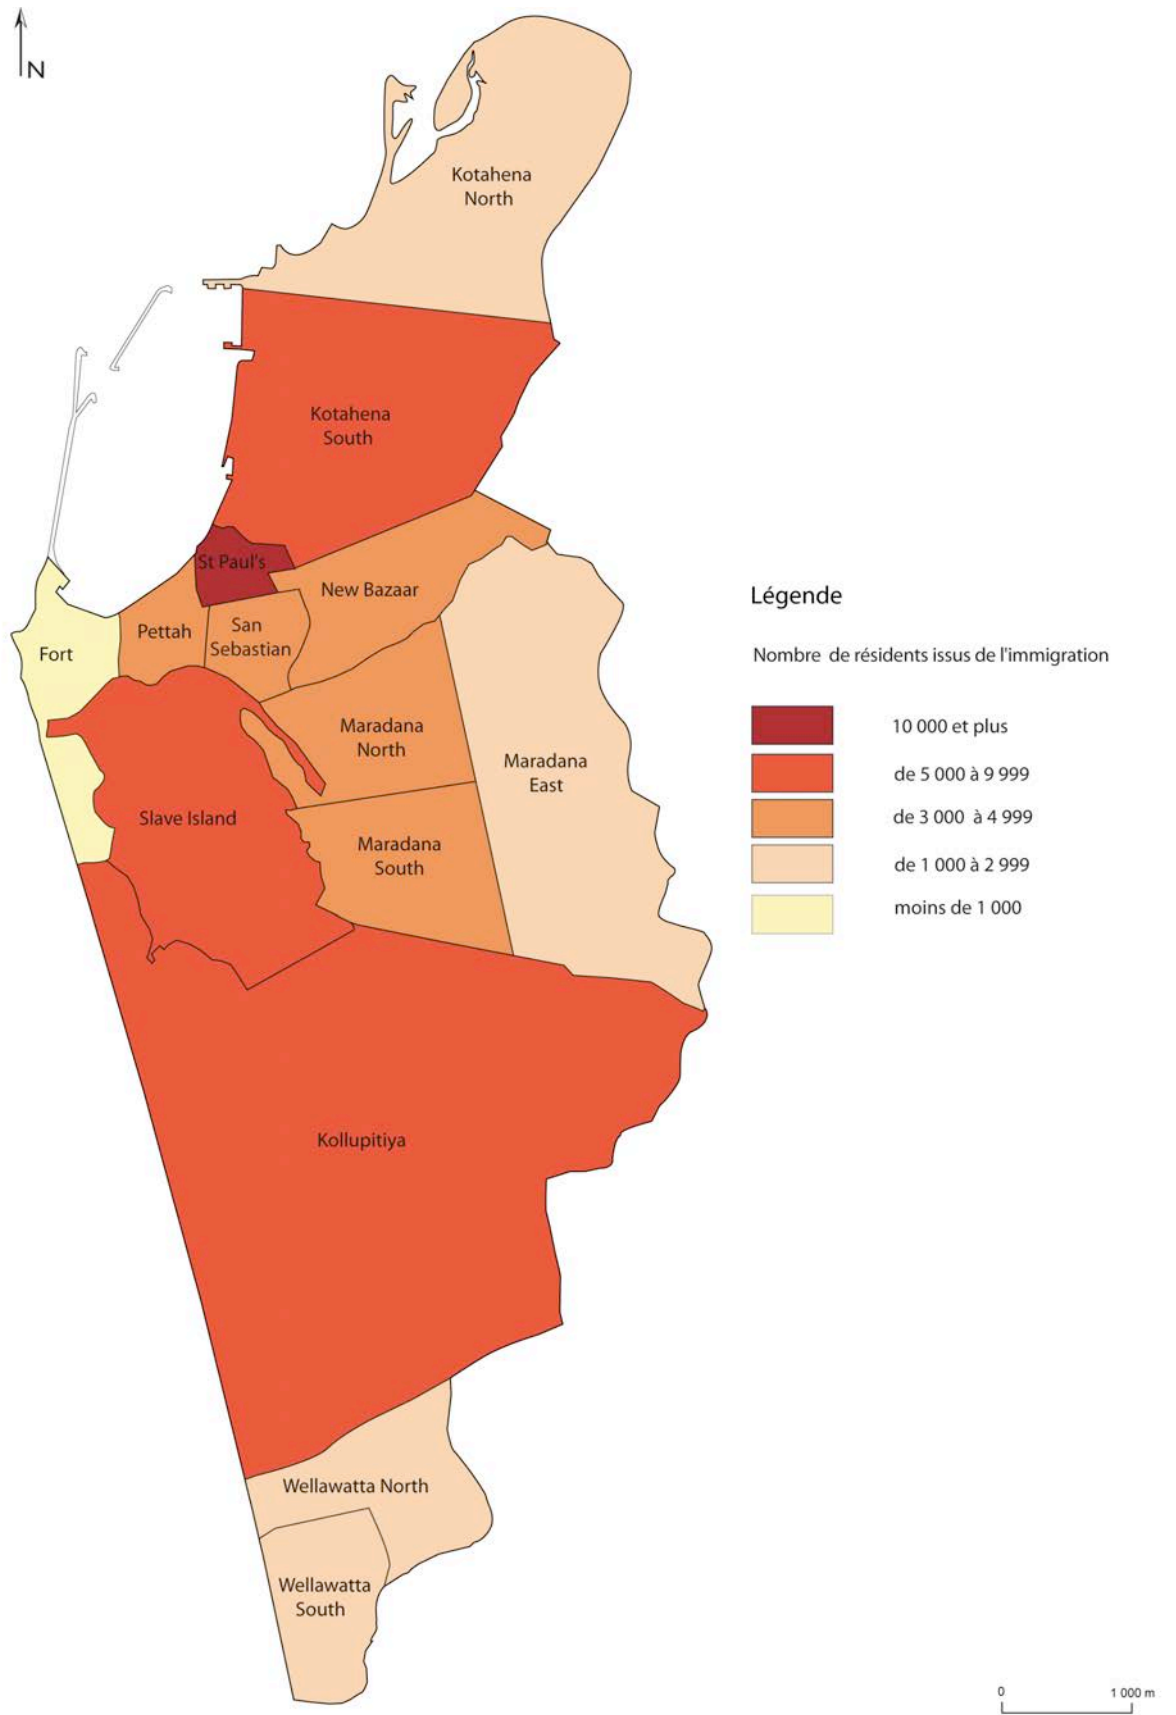 N
Kotahena
North
Kotahena
South
St Paul's
New Bazaar
Pettah
San
Sebastian
Fort
Maradana
North
Maradana
East
Slave Island
Maradana
South
Kollupitiya
Wellawatta North
Wellawatta
South
Légende
Nombre de résidents issus de l'immigration
10 000 et plus
de 5 000 à 9 999
de 3 000 à 4 999
de 1 000 à 2 999
moins de 1 000
0 1 000 m